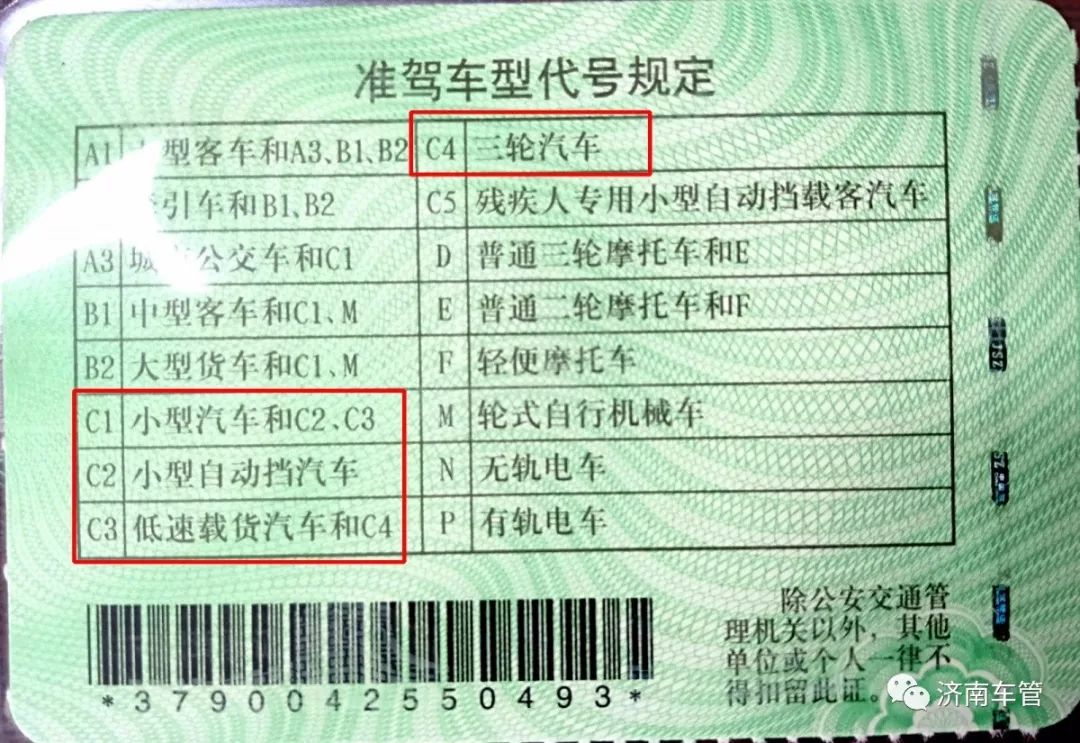 准驾车型代号规定
A1 型客车和A3、B1、B2 C4 三轮汽车
引车和B1、B2 C5 残疾人专用小型自动挡载客汽车
A3 城 公交车和C1 D 普通三轮摩托车和E
B1 中型客车和C1、M E 普通二轮摩托车和F
B2 大型货车和C1、M F 轻便摩托车
C1 小型汽车和C2、C3 M 轮式自行机械车
C2 小型自动挡汽车 N 无轨电车
C3 低速载货汽车和C4 P 有轨电车
除公安交通管
理机关以外，其他
单位或个人一律不
得扣留此证。
*3790042550493*
济南车管